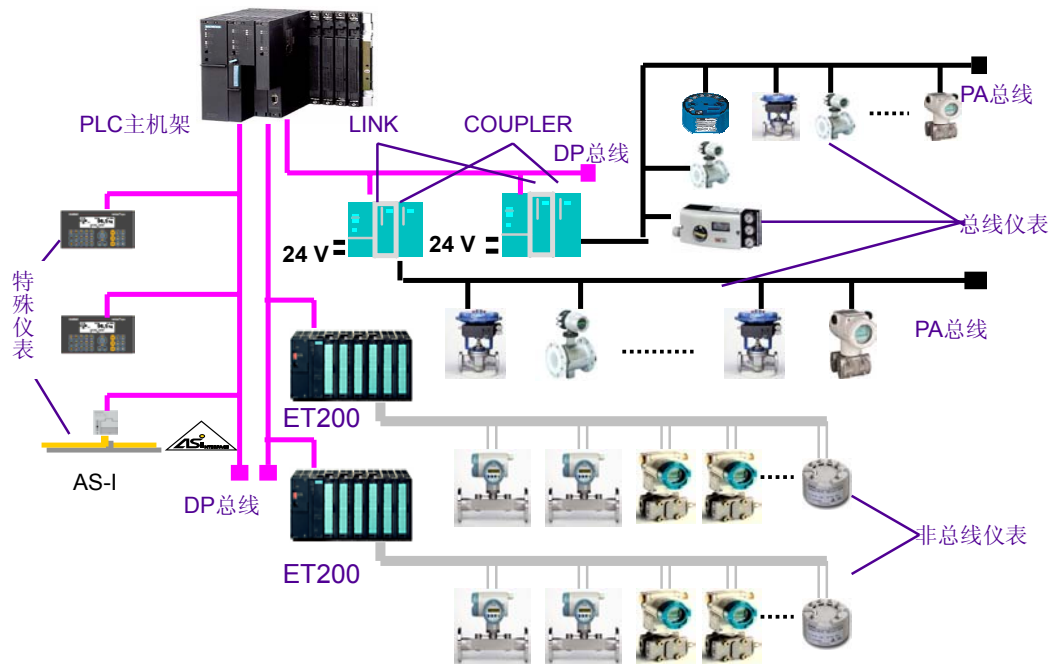 PA总线
PLC主机架
LINK
COUPLER
DP总线
24 V
24 V
总线仪表
特殊仪表
PA总线
ET200
AS-I
ASi
INTERFACE
DP总线
非总线仪表
ET200